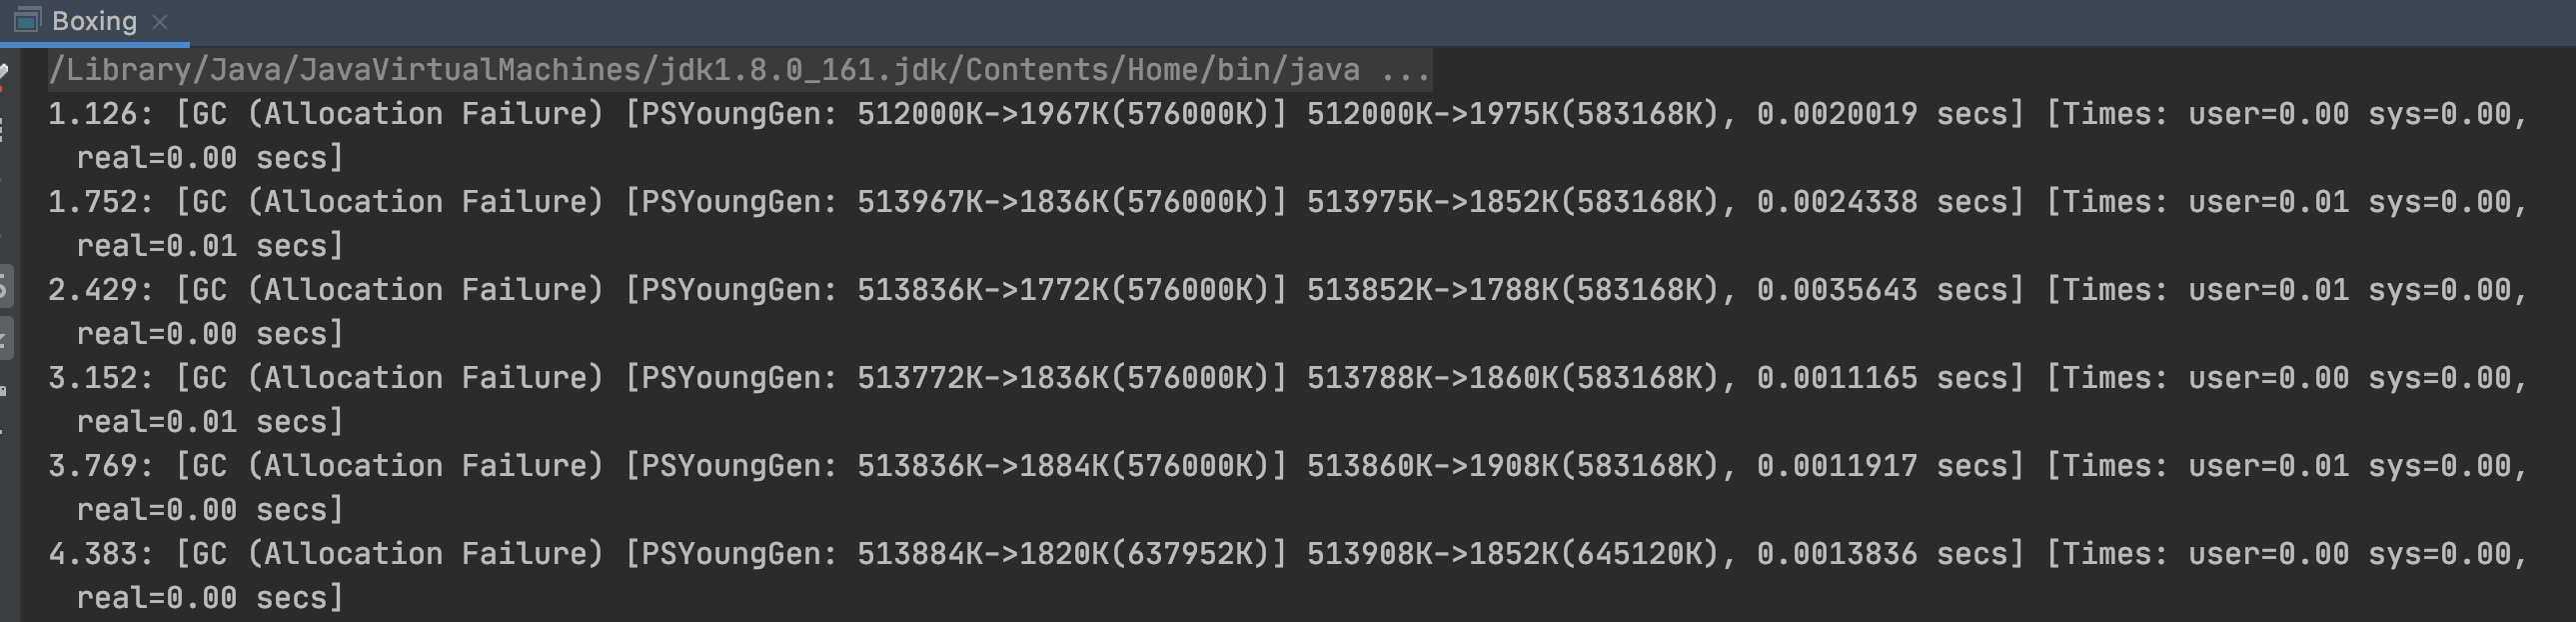 Boxing
/Library/Java/JavaVirtualMachines/jdk1.8.0_161.jdk/Contents/Home/bin/java ...
1.126: [GC (Allocation Failure) [PSYoungGen: 512000K->1967K(576000K)] 512000K->1975K(583168K), 0.0020019 secs] [Times: user=0.00 sys=0.00,
real=0.00 secs]
1.752: [GC (Allocation Failure) [PSYoungGen: 513967K->1836K(576000K)] 513975K->1852K(583168K), 0.0024338 secs] [Times: user=0.01 sys=0.00,
real=0.01 secs]
2.429: [GC (Allocation Failure) [PSYoungGen: 513836K->1772K(576000K)] 513852K->1788K(583168K), 0.0035643 secs] [Times: user=0.01 sys=0.00,
real=0.00 secs]
3.152: [GC (Allocation Failure) [PSYoungGen: 513772K->1836K(576000K)] 513788K->1860K(583168K), 0.0011165 secs] [Times: user=0.00 sys=0.00,
real=0.01 secs]
3.769: [GC (Allocation Failure) [PSYoungGen: 513836K->1884K(576000K)] 513860K->1908K(583168K), 0.0011917 secs] [Times: user=0.01 sys=0.00,
real=0.00 secs]
4.383: [GC (Allocation Failure) [PSYoungGen: 513884K->1820K(637952K)] 513908K->1852K(645120K), 0.0013836 secs] [Times: user=0.00 sys=0.00,
real=0.00 secs]